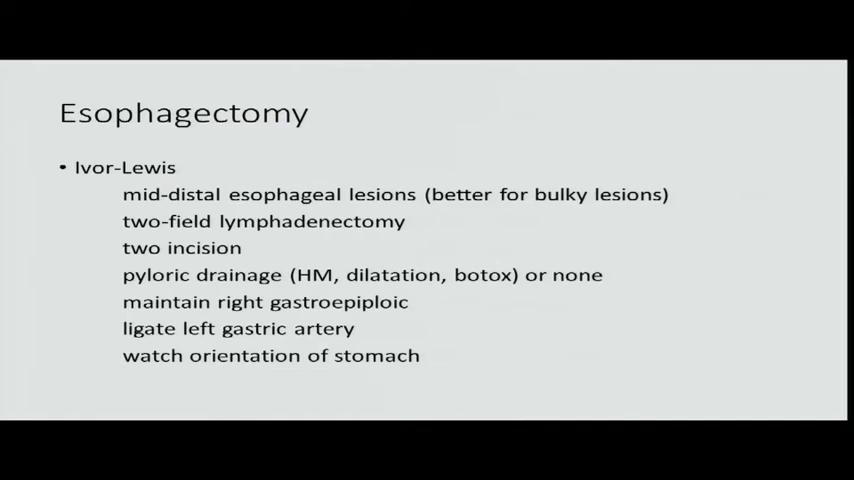 Esophagectomy
• Ivor-Lewis
mid-distal esophageal lesions (better for bulky lesions)
two-field lymphadenectomy
two incision
pyloric drainage (HM, dilatation, botox) or none
maintain right gastroepiploic
ligate left gastric artery
watch orientation of stomach